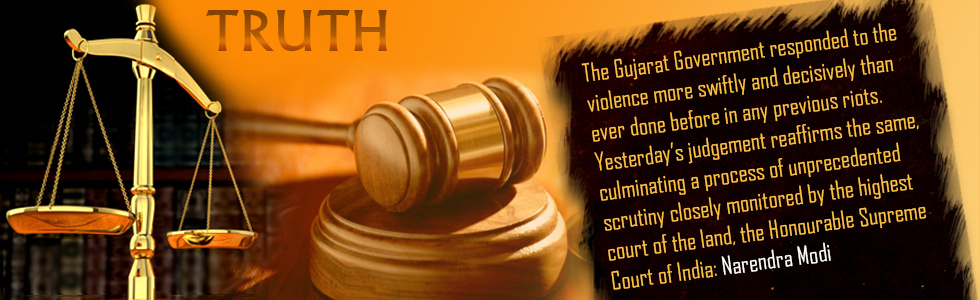 TRUTH
The Gujarat Government responded to the
violence more swiftly and decisively than
ever done before in any previous riots.
Yesterday's judgement reaffirms the same,
culminating a process of unprecedented
scrutiny closely monitored by the highest
court of the land, the Honourable Supreme
Court of India: Narendra Modi